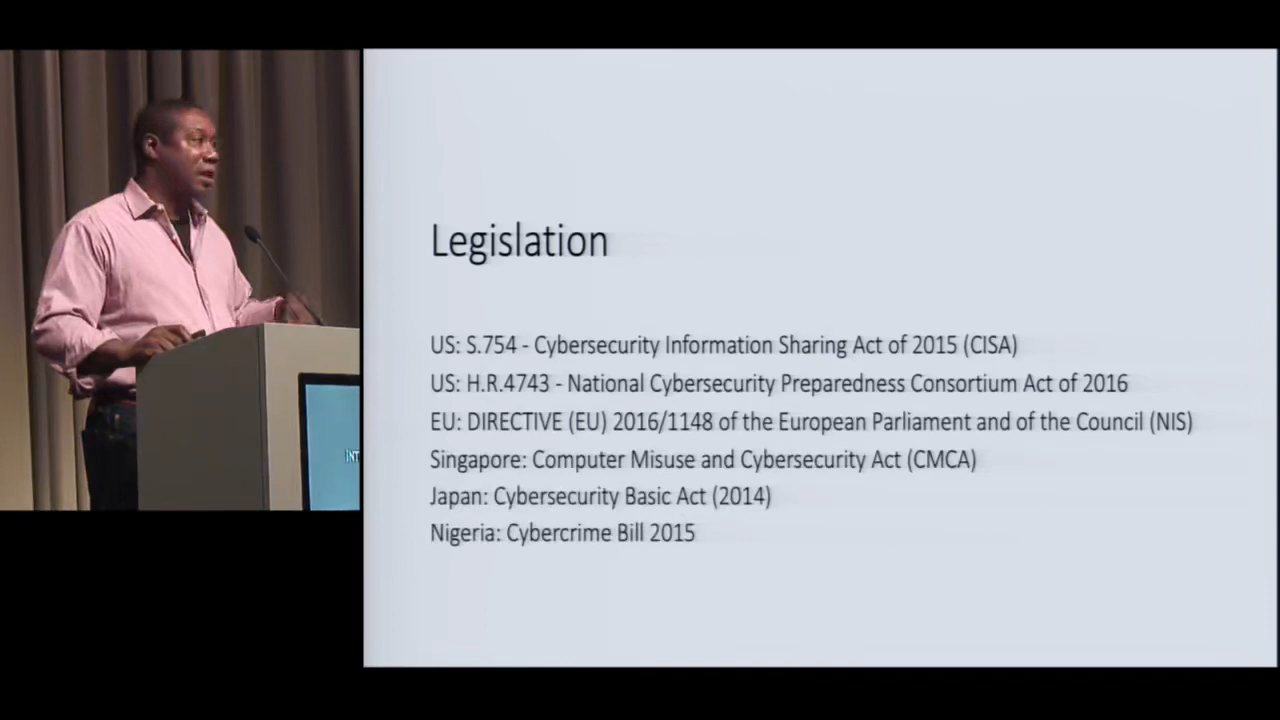 Legislation
US: S.754 - Cybersecurity Information Sharing Act of 2015 (CISA)
US: H.R.4743 - National Cybersecurity Preparedness Consortium Act of 2016
EU: DIRECTIVE (EU) 2016/1148 of the European Parliament and of the Council (NIS)
Singapore: Computer Misuse and Cybersecurity Act (CMCA)
Japan: Cybersecurity Basic Act (2014)
Nigeria: Cybercrime Bill 2015